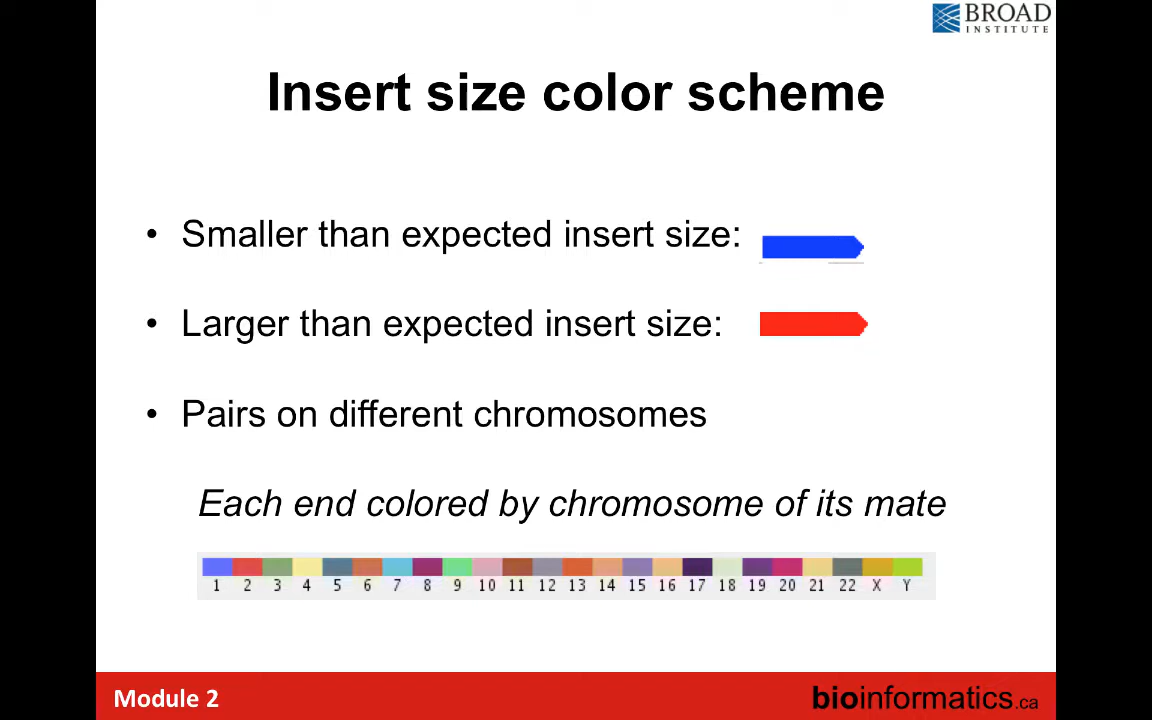 BROAD
INSTITUTE
Insert size color scheme
• Smaller than expected insert size:
• Larger than expected insert size:
• Pairs on different chromosomes
Each end colored by chromosome of its mate
1 2 3 4 5 6 7 8 9 10 11 12 13 14 15 16 17 18 19 20 21 22 X Y
Module 2
bioinformatics.ca